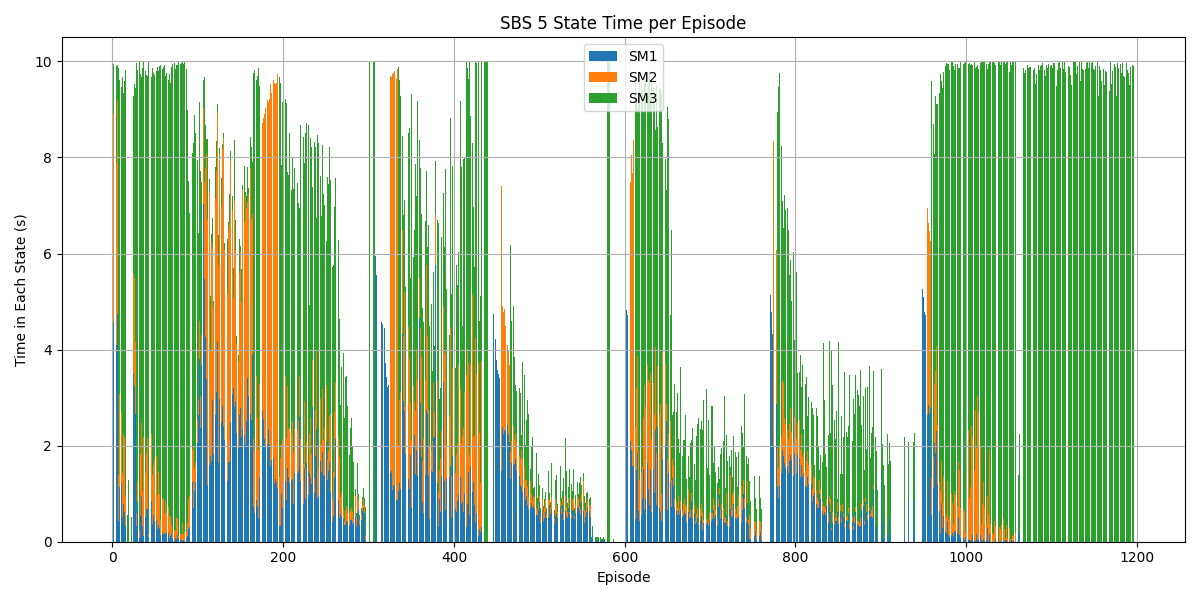 SBS 5 State Time per Episode
SM1
SM2
SM3
Time in Each State (s)
10
8
6
4
2
0
0 200 400 600 800 1000 1200
Episode